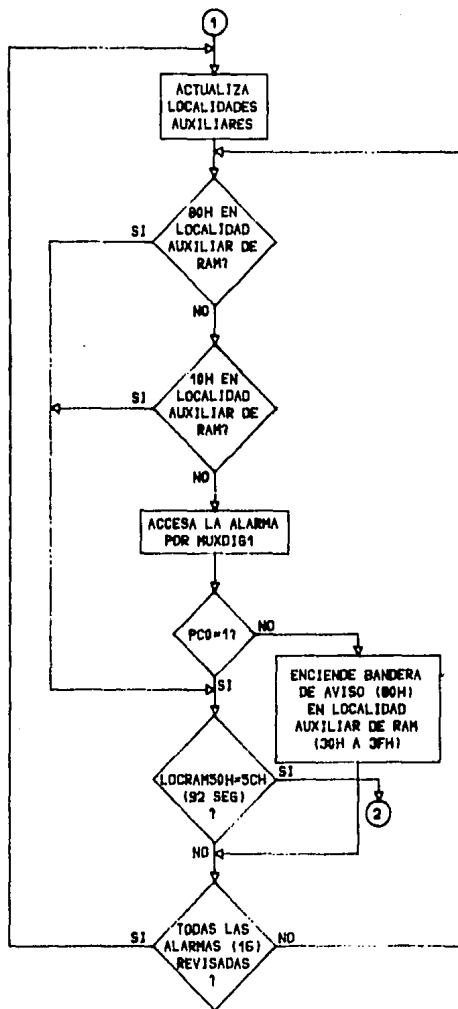 1
ACTUALIZA
LOCALIDADES
AUXILIARES
80H EN
LOCALIDAD
AUXILIAR DE
RAM?
SI
NO
10H EN
LOCALIDAD
AUXILIAR DE
RAM?
SI
NO
ACCESA LA ALARMA
POR MUXDIG1
PC0=1?
NO
SI
ENCIENDE BANDERA
DE AVISO (80H)
EN LOCALIDAD
AUXILIAR DE RAM
(30H A 3FH)
LOCRAM50H=5CH
(92 SEG)
?
SI
2
NO
TODAS LAS
ALARMAS (16)
REVISADAS
?
SI
NO